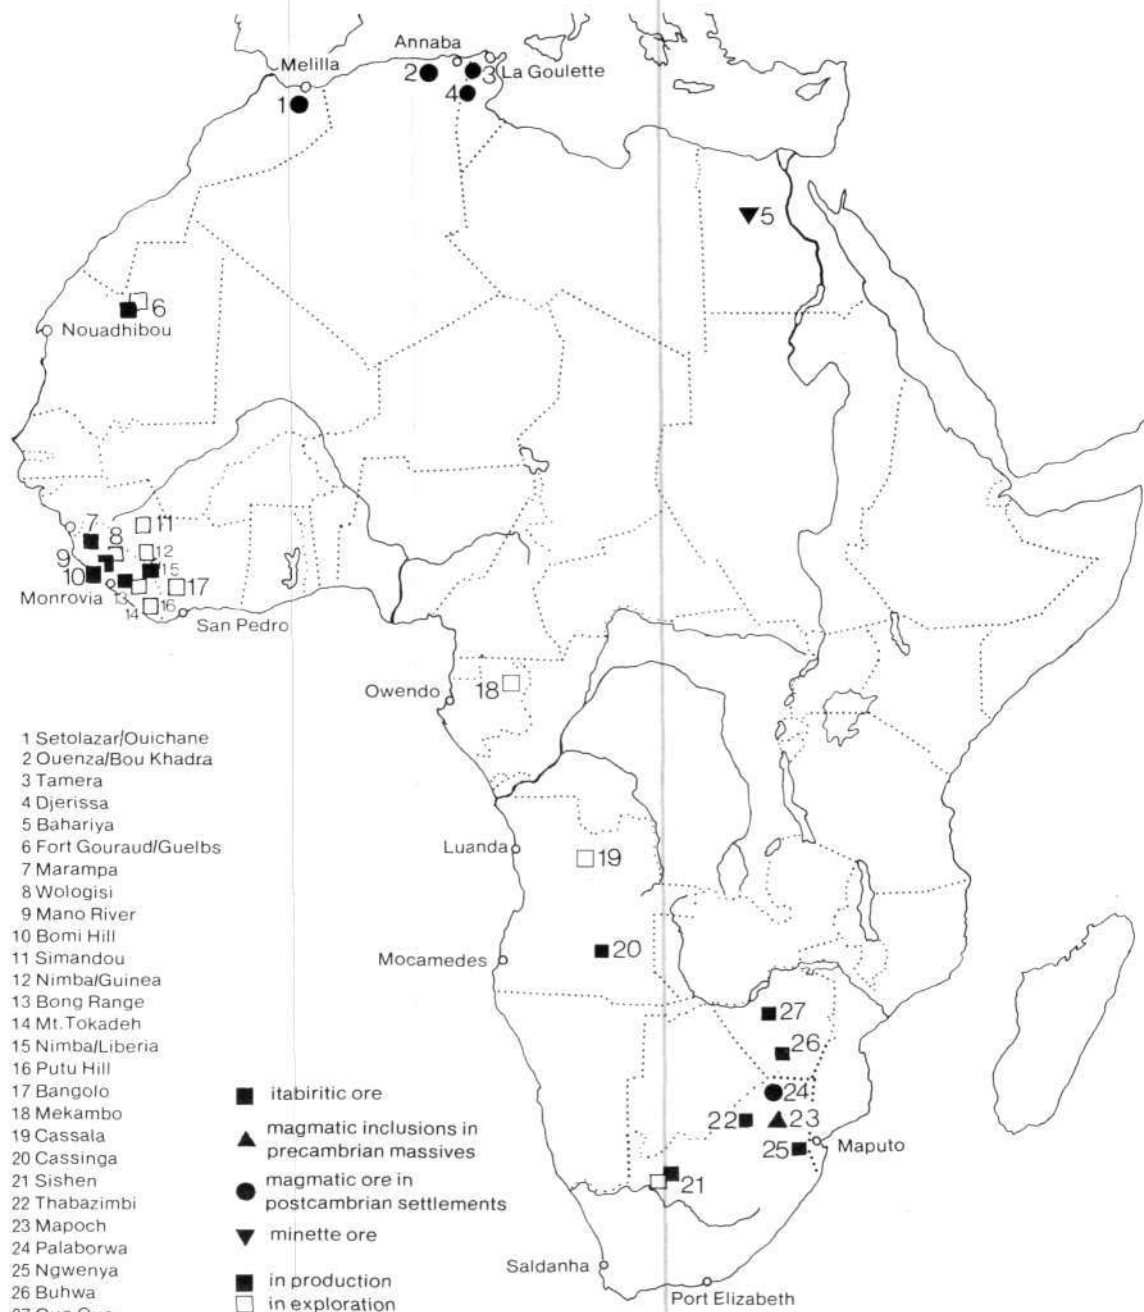 Annaba
Melilla
La Goulette
1
2
3
4
5
6
Nouadhibou
7
8
9
10
11
12
13
14
15
16
17
Monrovia
San Pedro
Owendo
18
Luanda
19
Mocamedes
20
27
26
24
22
23
25
Maputo
21
Saldanha
Port Elizabeth
1 Setolazar/Ouichane
2 Ouenza/Bou Khadra
3 Tamera
4 Djerissa
5 Bahariya
6 Fort Gouraud/Guelbs
7 Marampa
8 Wologisi
9 Mano River
10 Bomi Hill
11 Simandou
12 Nimba/Guinea
13 Bong Range
14 Mt. Tokadeh
15 Nimba/Liberia
16 Putu Hill
17 Bangolo
18 Mekambo
19 Cassala
20 Cassinga
21 Sishen
22 Thabazimbi
23 Mapoch
24 Palaborwa
25 Ngwenya
26 Buhwa
itabiritic ore
magmatic inclusions in
precambrian massives
magmatic ore in
postcambrian settlements
minette ore
in production
in exploration